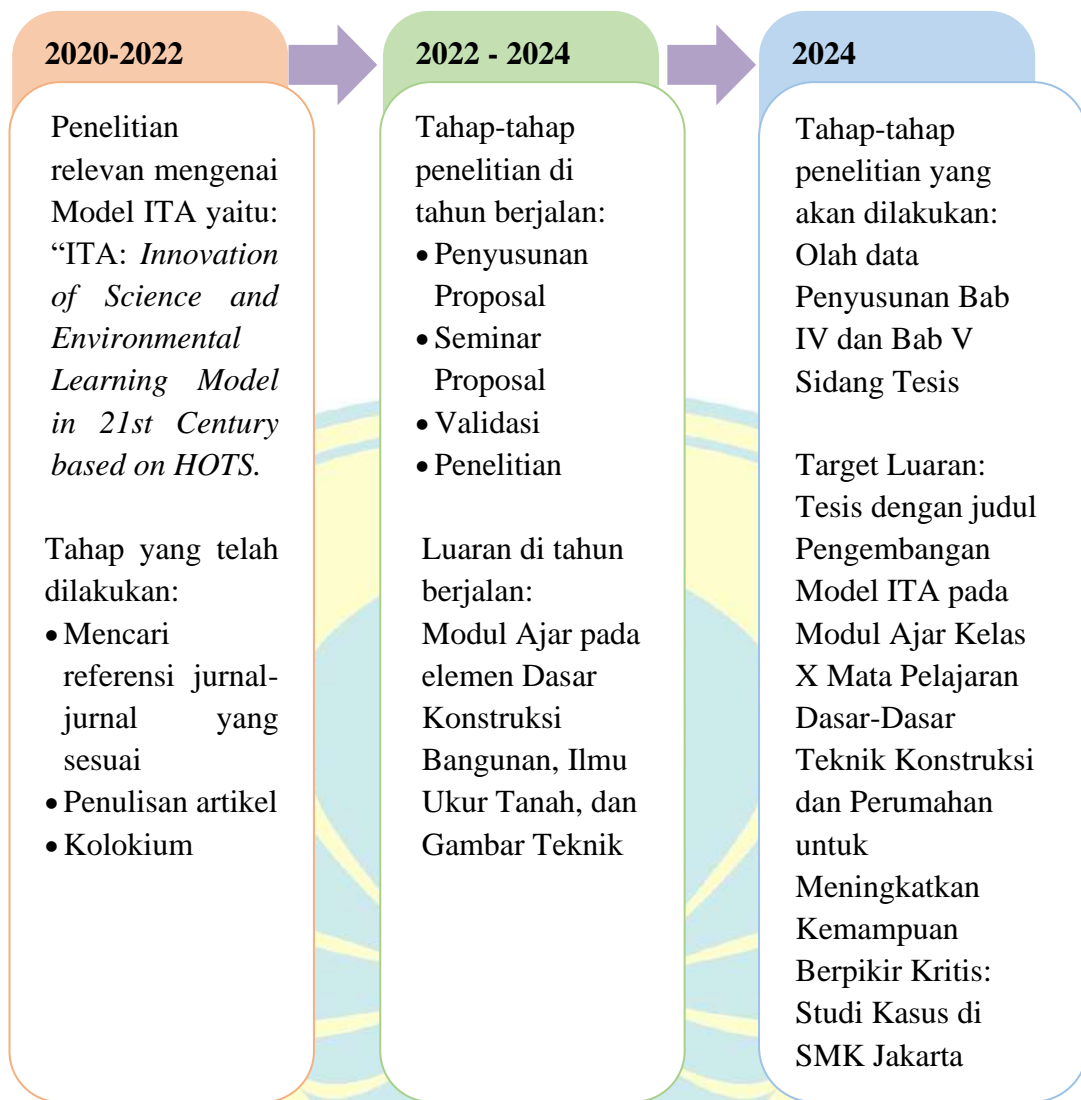 2020-2022
Penelitian
relevan mengenai
Model ITA yaitu:
“ITA: Innovation
of Science and
Environmental
Learning Model
in 21st Century
based on HOTS.
Tahap yang telah
dilakukan:
• Mencari
referensi jurnal-
jurnal yang
sesuai
• Penulisan artikel
• Kolokium
2022 - 2024
Tahap-tahap
penelitian di
tahun berjalan:
• Penyusunan
Proposal
• Seminar
Proposal
• Validasi
• Penelitian
Luaran di tahun
berjalan:
Modul Ajar pada
elemen Dasar
Konstruksi
Bangunan, Ilmu
Ukur Tanah, dan
Gambar Teknik
2024
Tahap-tahap
penelitian yang
akan dilakukan:
Olah data
Penyusunan Bab
IV dan Bab V
Sidang Tesis
Target Luaran:
Tesis dengan judul
Pengembangan
Model ITA pada
Modul Ajar Kelas
X Mata Pelajaran
Dasar-Dasar
Teknik Konstruksi
dan Perumahan
untuk
Meningkatkan
Kemampuan
Berpikir Kritis:
Studi Kasus di
SMK Jakarta